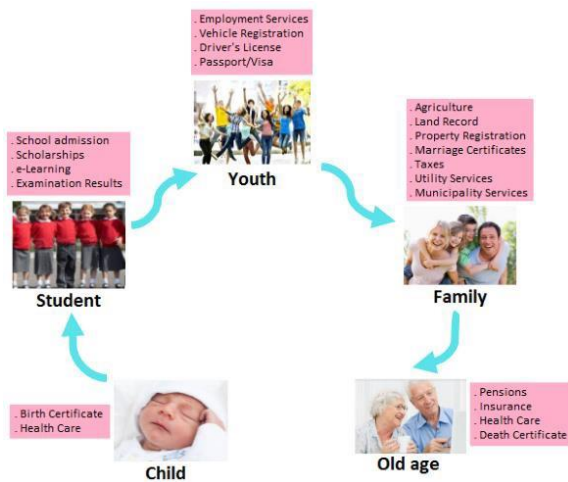 . Employment Services
. Vehicle Registration
. Driver's License
. Passport/Visa
Youth
. School admission
. Scholarships
. e-Learning
. Examination Results
Student
. Agriculture
. Land Record
. Property Registration
. Marriage Certificates
. Taxes
. Utility Services
. Municipality Services
Family
. Birth Certificate
. Health Care
Child
. Pensions
. Insurance
. Health Care
. Death Certificate
Old age